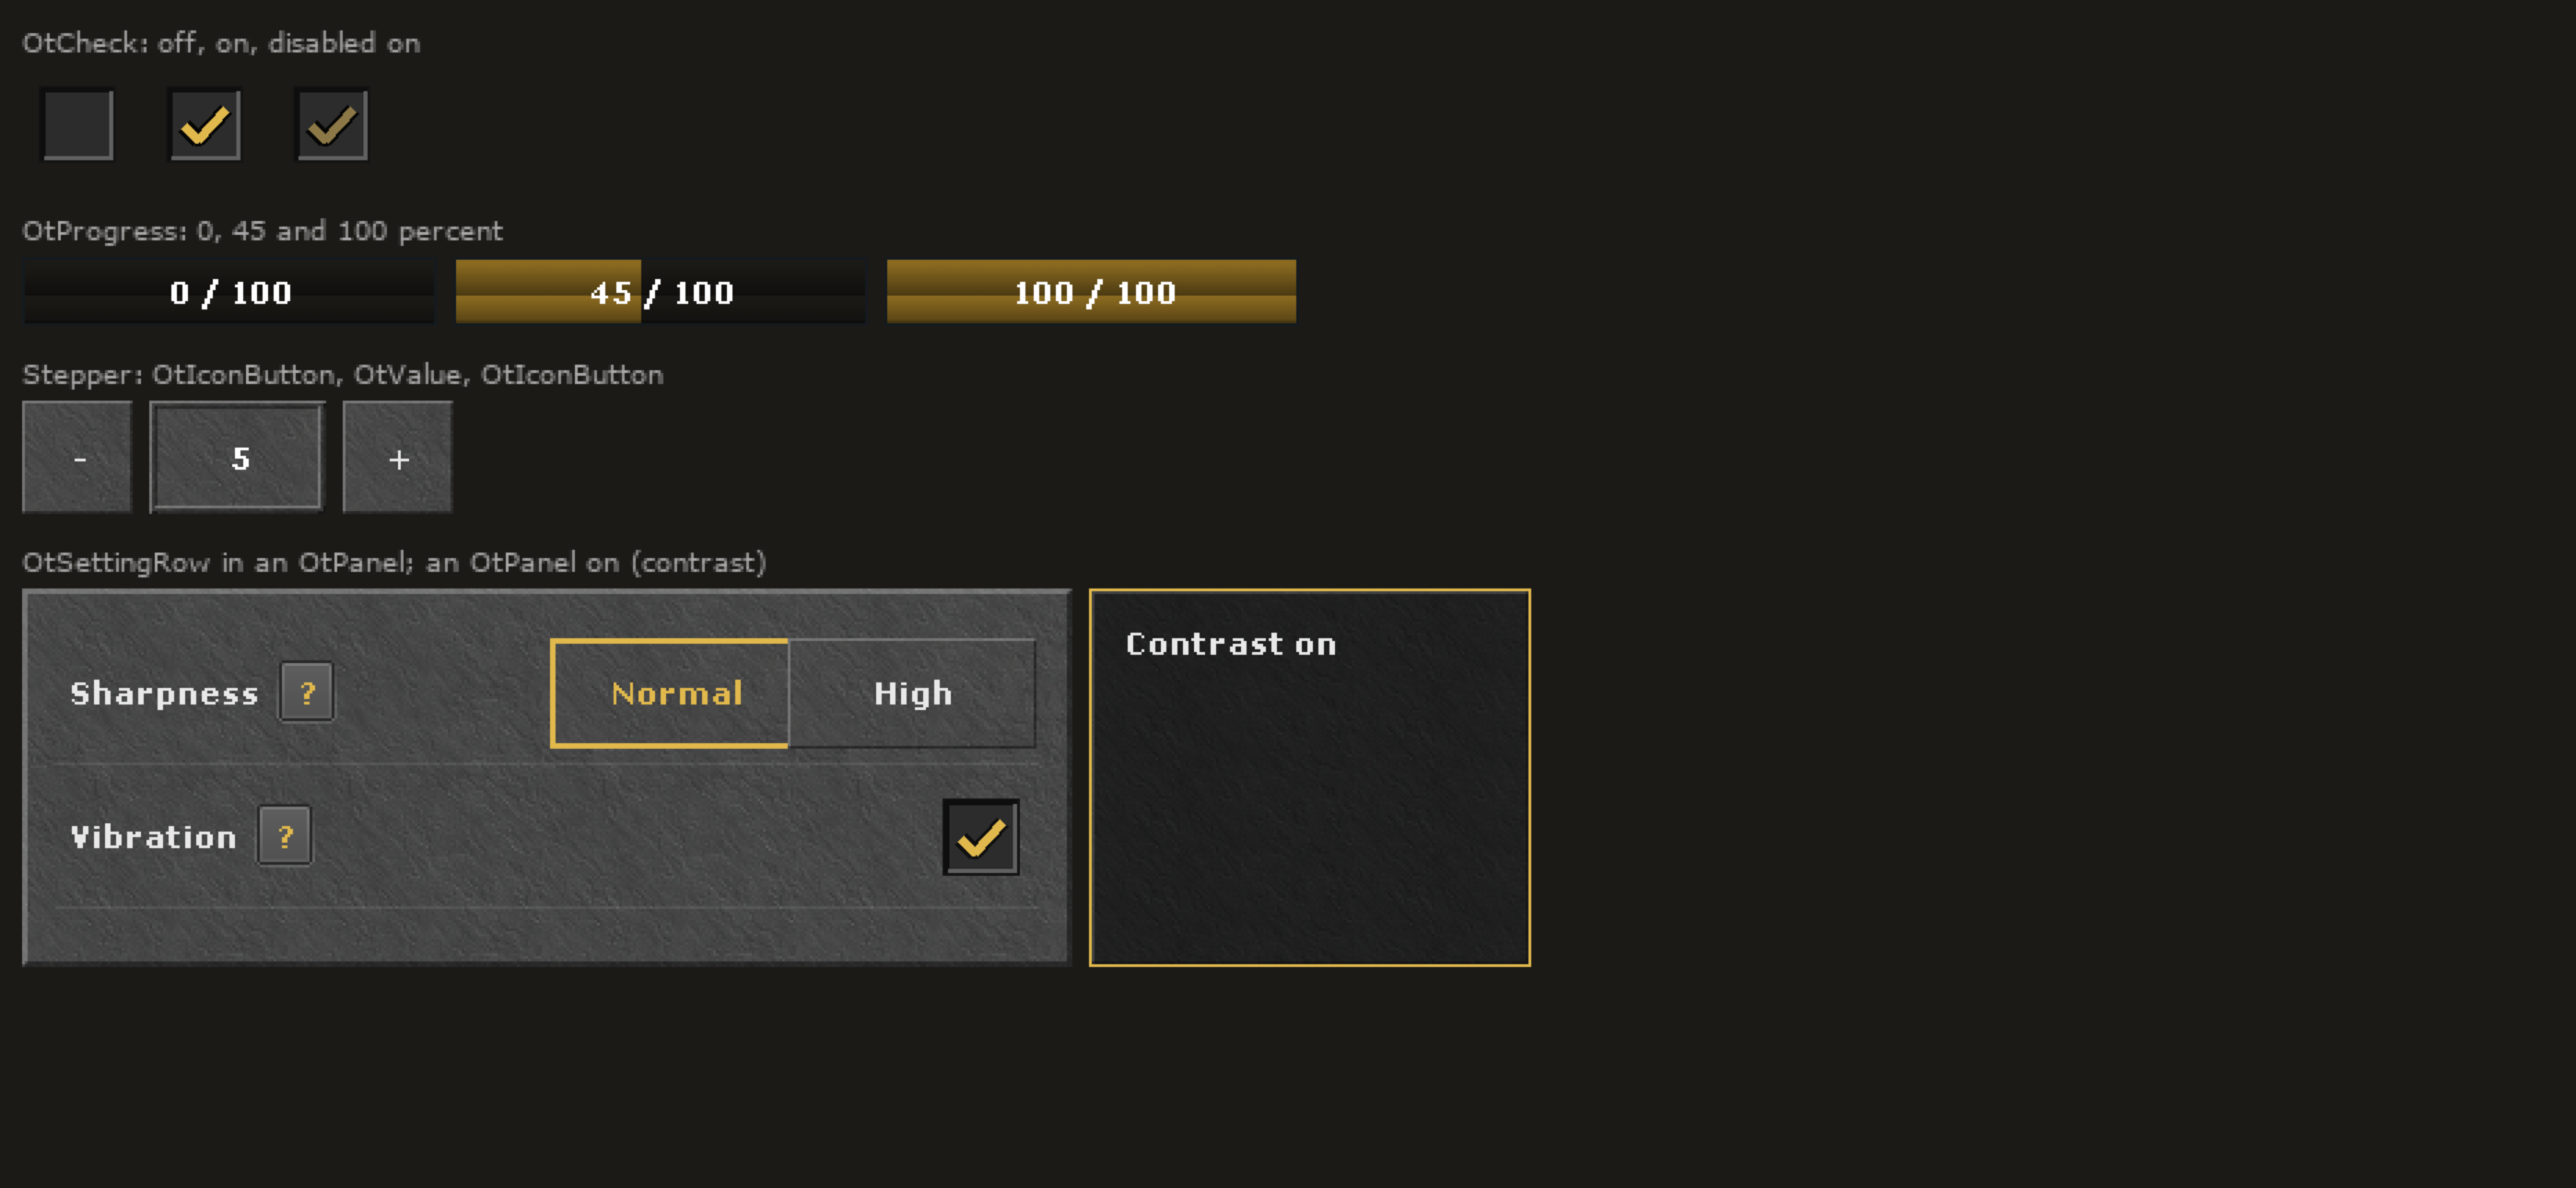 OtCheck: off, on, disabled on
OtProgress: 0, 45 and 100 percent
0 / 100 45 / 100 100 / 100
Stepper: OtIconButton, OtValue, OtIconButton
- 5 +
OtSettingRow in an OtPanel; an OtPanel on (contrast)
Sharpness ? Normal High
Contrast on
Vibration ?